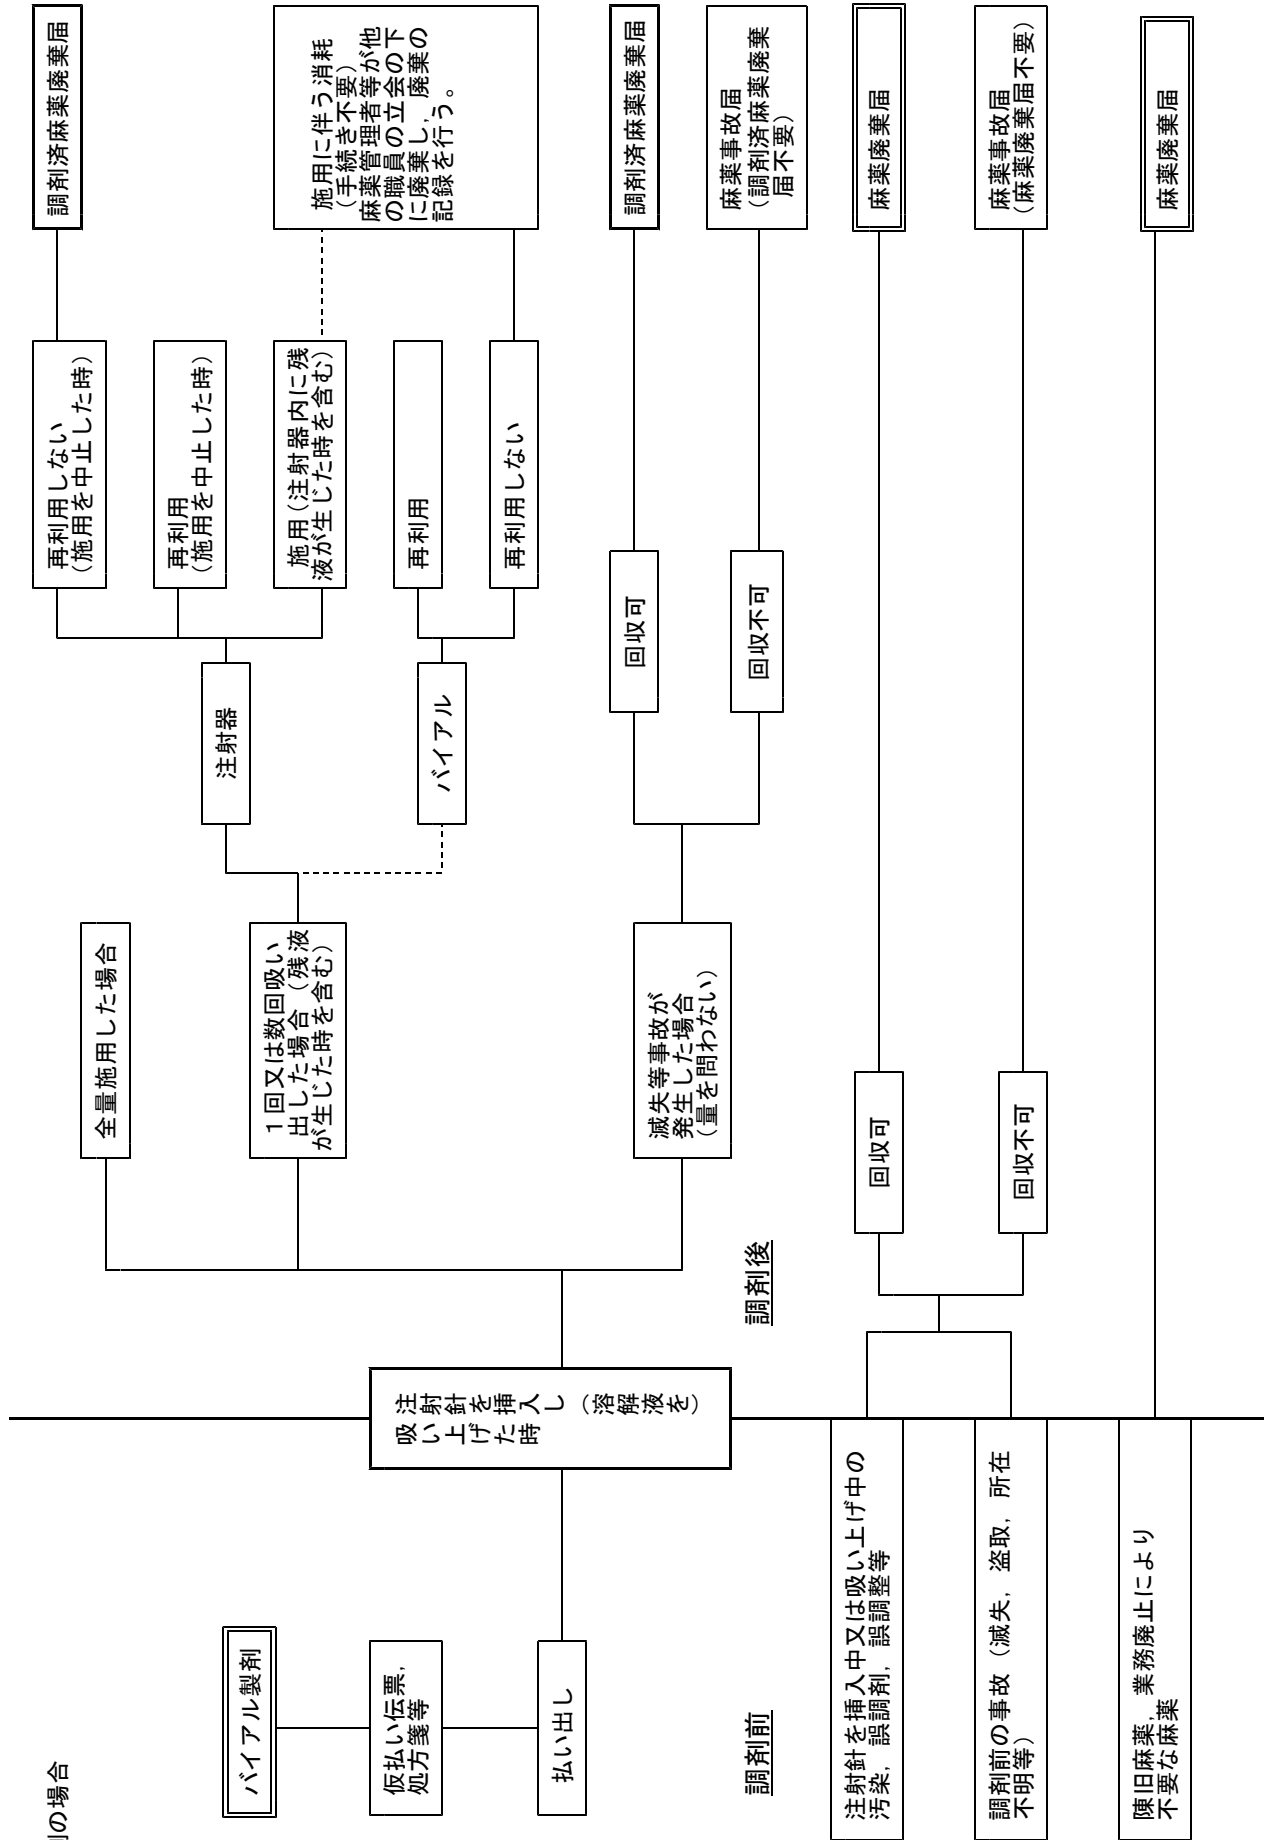 の場合
バイアル製剤
仮払い伝票，
処方箋等
払い出し
調剤前
注射針を挿入し（溶解液を）
吸い上げた時
調剤後
全量施用した場合
１回又は数回吸い
出した場合（残液
が生じた時を含む）
注射器
バイアル
再利用しない
（施用を中止した時）
再利用
（施用を中止した時）
施用（注射器内に残
液が生じた時を含む）
再利用
再利用しない
調剤済麻薬廃棄届
施用に伴う消耗
（手続き不要）
麻薬管理者等が他
の職員の立会の下
に廃棄し，廃棄の
記録を行う。
滅失等事故が
発生した場合
（量を問わない）
回収可
回収不可
調剤済麻薬廃棄届
麻薬事故届
（調剤済麻薬廃棄
届不要）
注射針を挿入中又は吸い上げ中の
汚染，誤調剤，誤調整等
調剤前の事故（滅失，盗取，所在
不明等）
回収可
回収不可
麻薬廃棄届
麻薬事故届
（麻薬廃棄届不要）
陳旧麻薬，業務廃止により
不要な麻薬
麻薬廃棄届